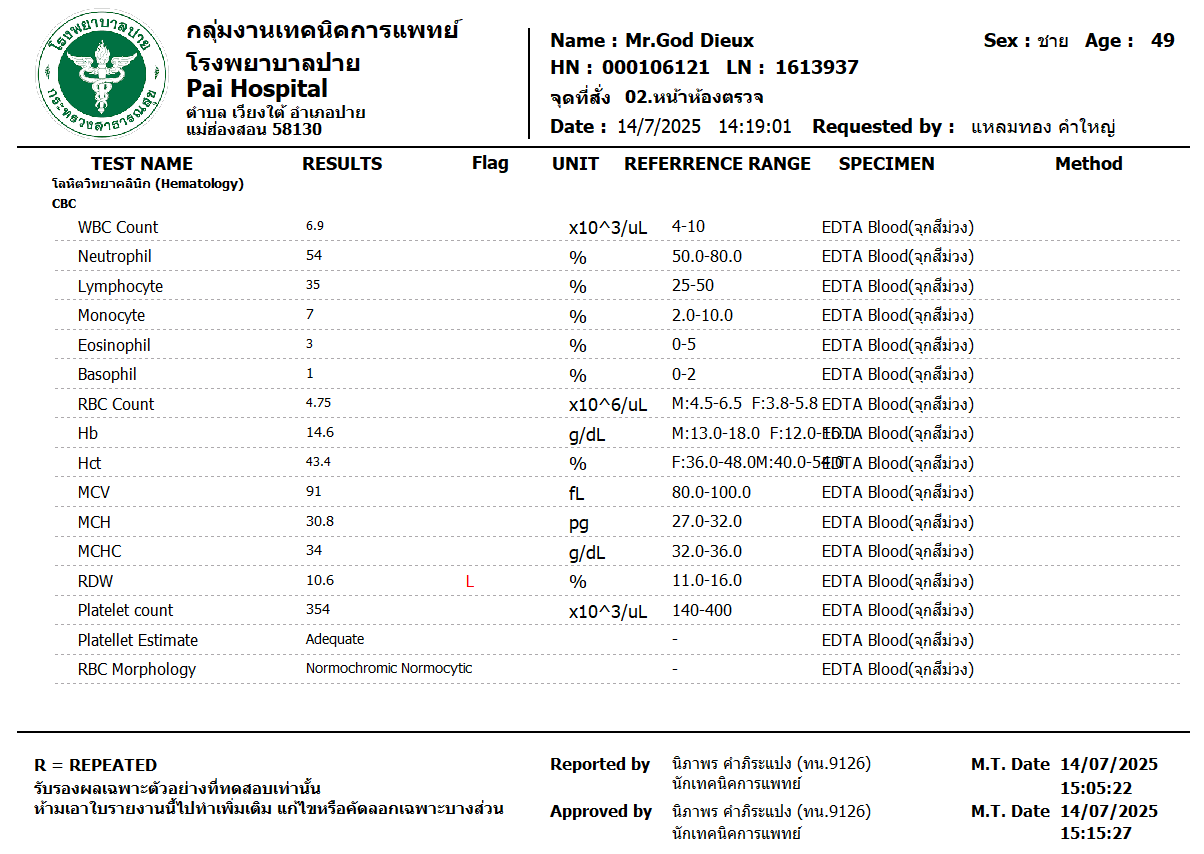 โรงพยาบาลปาย
กระทรวงสาธารณสุข
กลุ่มงานเทคนิคการแพทย์
โรงพยาบาลปาย
Pai Hospital
ตำบล เวียงใต้ อำเภอปาย
แม่ฮ่องสอน 58130
Name : Mr.God Dieux Sex : ชาย Age : 49
HN : 000106121 LN : 1613937
จุดที่สั่ง 02.หน้าห้องตรวจ
Date : 14/7/2025 14:19:01 Requested by : แหลมทอง คำใหญ่
TEST NAME RESULTS Flag UNIT REFERRENCE RANGE SPECIMEN Method
โลหิตวิทยาคลินิก (Hematology)
CBC
WBC Count 6.9 x10^3/uL 4-10 EDTA Blood(จุกสีม่วง)
Neutrophil 54 % 50.0-80.0 EDTA Blood(จุกสีม่วง)
Lymphocyte 35 % 25-50 EDTA Blood(จุกสีม่วง)
Monocyte 7 % 2.0-10.0 EDTA Blood(จุกสีม่วง)
Eosinophil 3 % 0-5 EDTA Blood(จุกสีม่วง)
Basophil 1 % 0-2 EDTA Blood(จุกสีม่วง)
RBC Count 4.75 x10^6/uL M:4.5-6.5 F:3.8-5.8 EDTA Blood(จุกสีม่วง)
Hb 14.6 g/dL M:13.0-18.0 F:12.0-15.0 EDTA Blood(จุกสีม่วง)
Hct 43.4 % F:36.0-48.0M:40.0-54.0 EDTA Blood(จุกสีม่วง)
MCV 91 fL 80.0-100.0 EDTA Blood(จุกสีม่วง)
MCH 30.8 pg 27.0-32.0 EDTA Blood(จุกสีม่วง)
MCHC 34 g/dL 32.0-36.0 EDTA Blood(จุกสีม่วง)
RDW 10.6 L % 11.0-16.0 EDTA Blood(จุกสีม่วง)
Platelet count 354 x10^3/uL 140-400 EDTA Blood(จุกสีม่วง)
Platellet Estimate Adequate - EDTA Blood(จุกสีม่วง)
RBC Morphology Normochromic Normocytic - EDTA Blood(จุกสีม่วง)
R = REPEATED
รับรองผลเฉพาะตัวอย่างที่ทดสอบเท่านั้น
ห้ามเอาใบรายงานนี้ไปทำเพิ่มเติม แก้ไขหรือคัดลอกเฉพาะบางส่วน
Reported by นิภาพร คำภิระแปง (ทน.9126) M.T. Date 14/07/2025
นักเทคนิคการแพทย์ 15:05:22
Approved by นิภาพร คำภิระแปง (ทน.9126) M.T. Date 14/07/2025
นักเทคนิคการแพทย์ 15:15:27